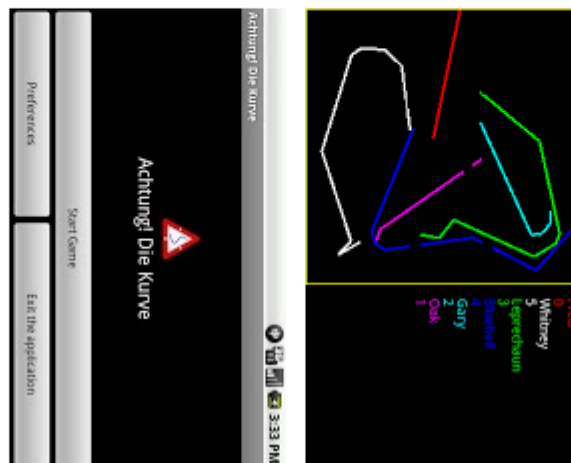 3:33 PM
Achtung! Die Kurve
Achtung! Die Kurve
Start Game
Preferences
Exit the application
0
Whitney
5
Leprechaun
3
Bluebell
4
Gary
2
Oak
1